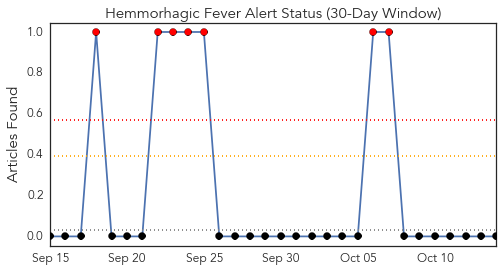 Hemmorhagic Fever Alert Status (30-Day Window)
Articles Found
1.0
0.8
0.6
0.4
0.2
0.0
Sep 15 Sep 20 Sep 25 Sep 30 Oct 05 Oct 10